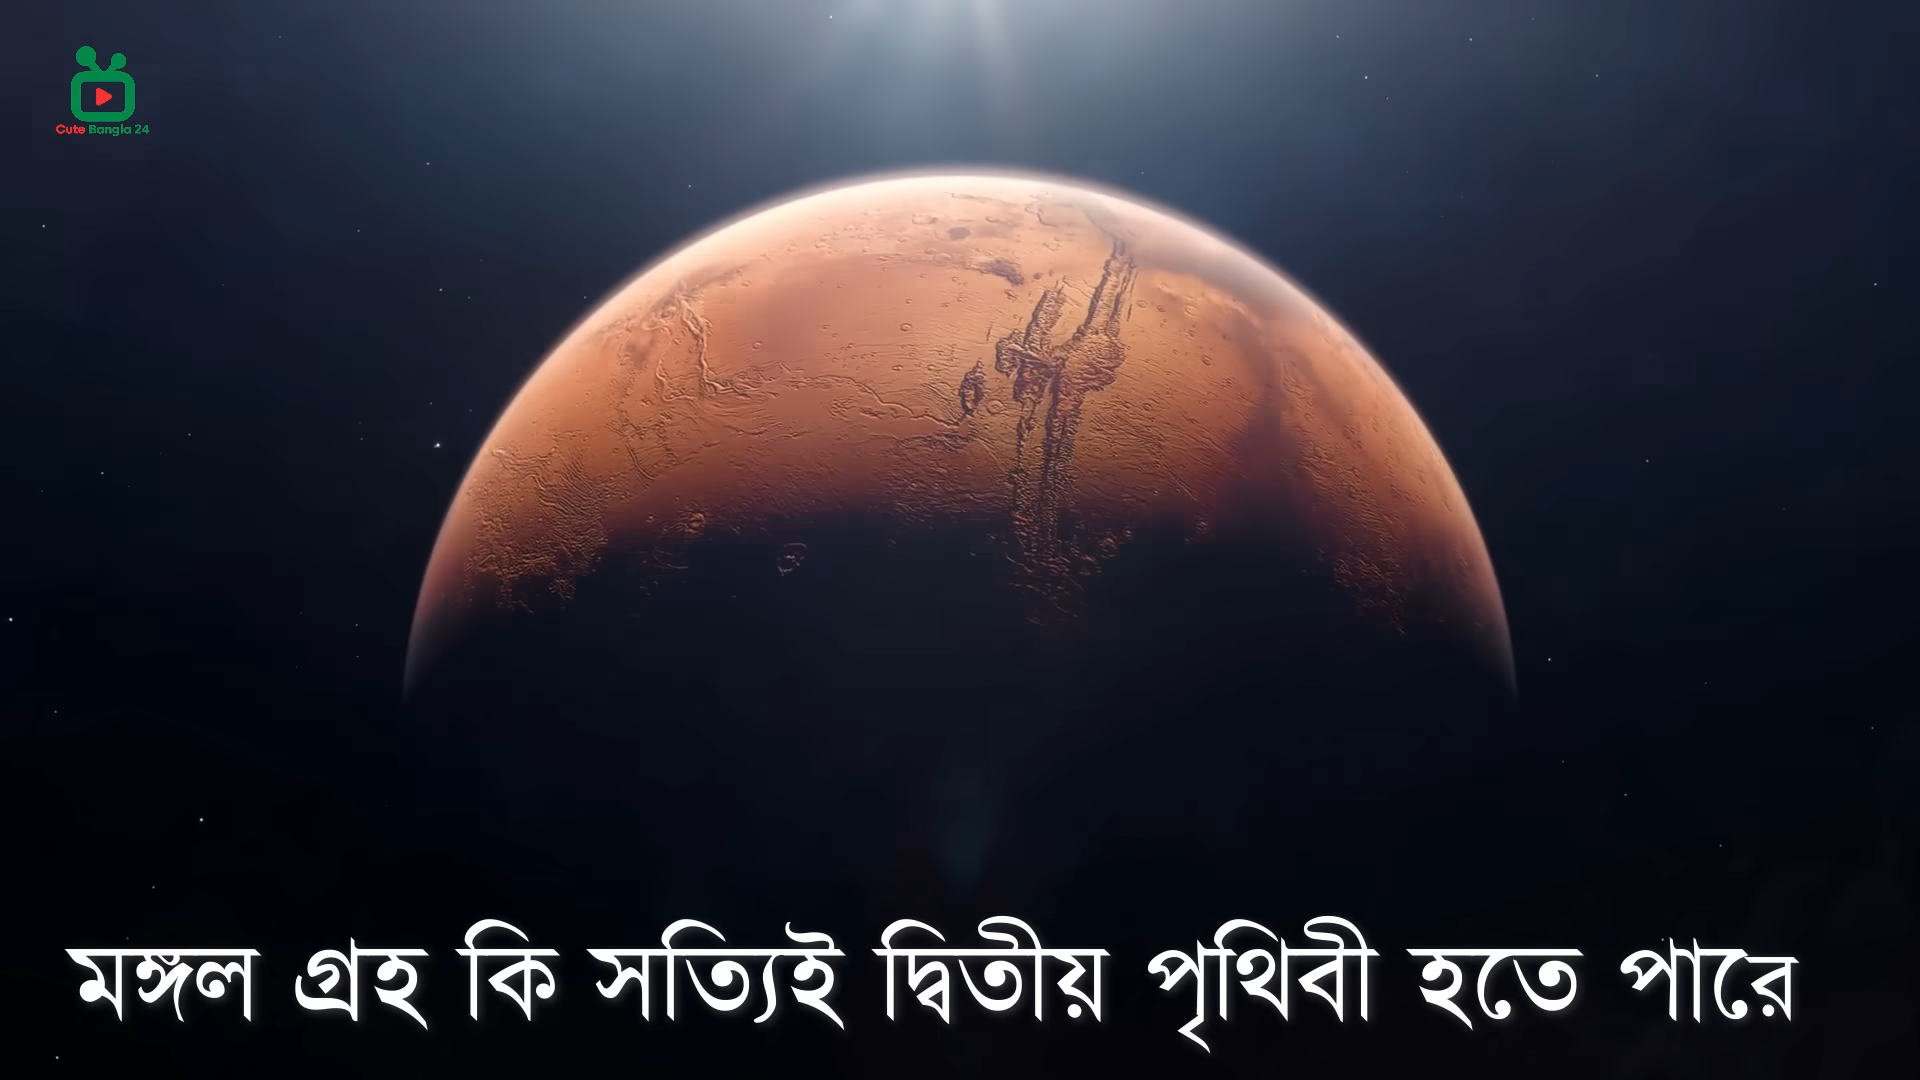 Cute Bangla 24
মঙ্গল গ্রহ কি সত্যিই দ্বিতীয় পৃথিবী হতে পারে